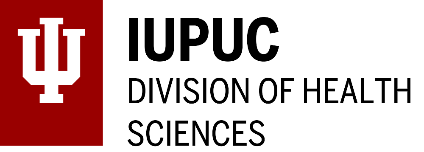 IUPUC
DIVISION OF HEALTH
SCIENCES